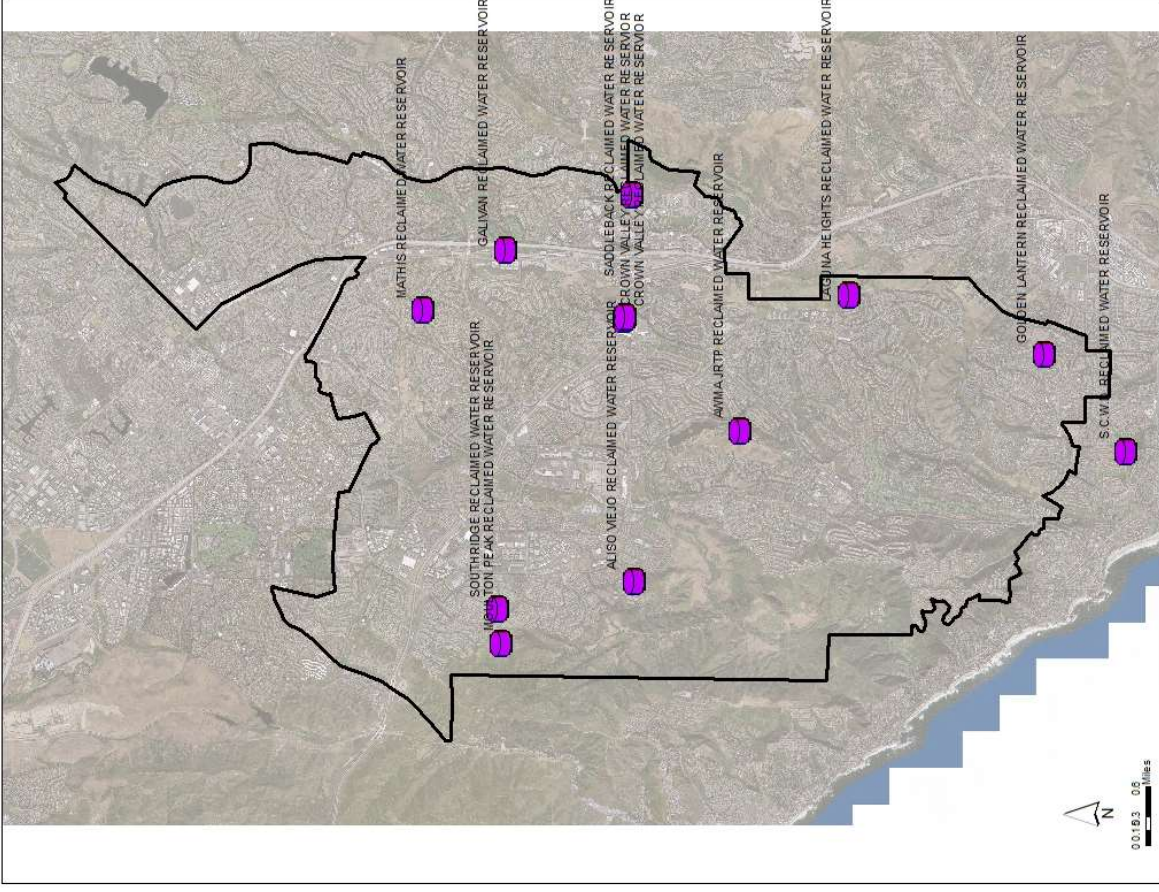 MATHIS RECLAIMED WATER RESERVOIR
GALIVAN RECLAIMED WATER RESERVOIR
SOUTHRIDGE RECLAIMED WATER RESERVOIR
MOULTON PEAK RECLAIMED WATER RESERVOIR
SADDLEBACK RECLAIMED WATER RESERVOIR
CROWN VALLEY RECLAIMED WATER RESERVIOR
CROWN VALLEY RECLAIMED WATER RESERVIOR
ALISO VIEJO RECLAIMED WATER RESERVOIR
AWMA JRTP RECLAIMED WATER RESERVOIR
LAGUNA HEIGHTS RECLAIMED WATER RESERVOIR
GOLDEN LANTERN RECLAIMED WATER RESERVOIR
S.C.W.D RECLAIMED WATER RESERVOIR
N
0 0.15 0.3 0.6
Miles